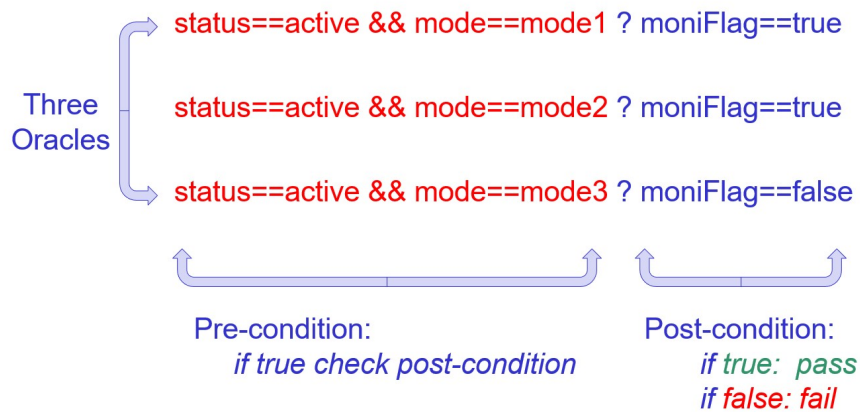 status==active && mode==mode1 ? moniFlag==true
Three
Oracles
status==active && mode==mode2 ? moniFlag==true
status==active && mode==mode3 ? moniFlag==false
Pre-condition:
if true check post-condition
Post-condition:
if true: pass
if false: fail